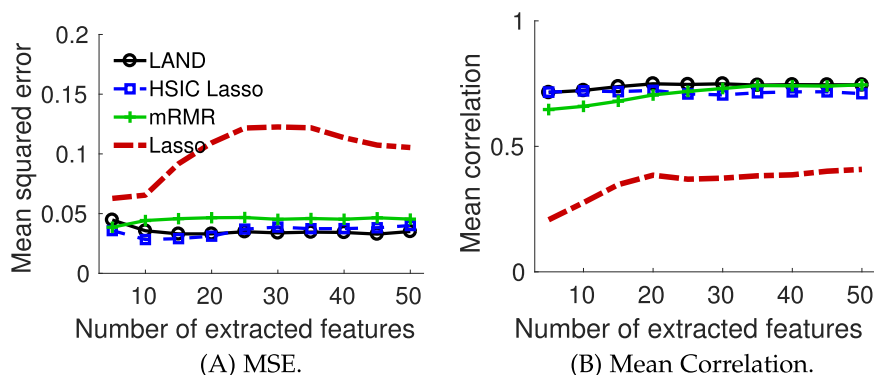 0.2
0.15
0.1
0.05
0
Mean squared error
LAND
HSIC Lasso
mRMR
Lasso
10 20 30 40 50
Number of extracted features
(A) MSE.
1
0.5
0
Mean correlation
10 20 30 40 50
Number of extracted features
(B) Mean Correlation.